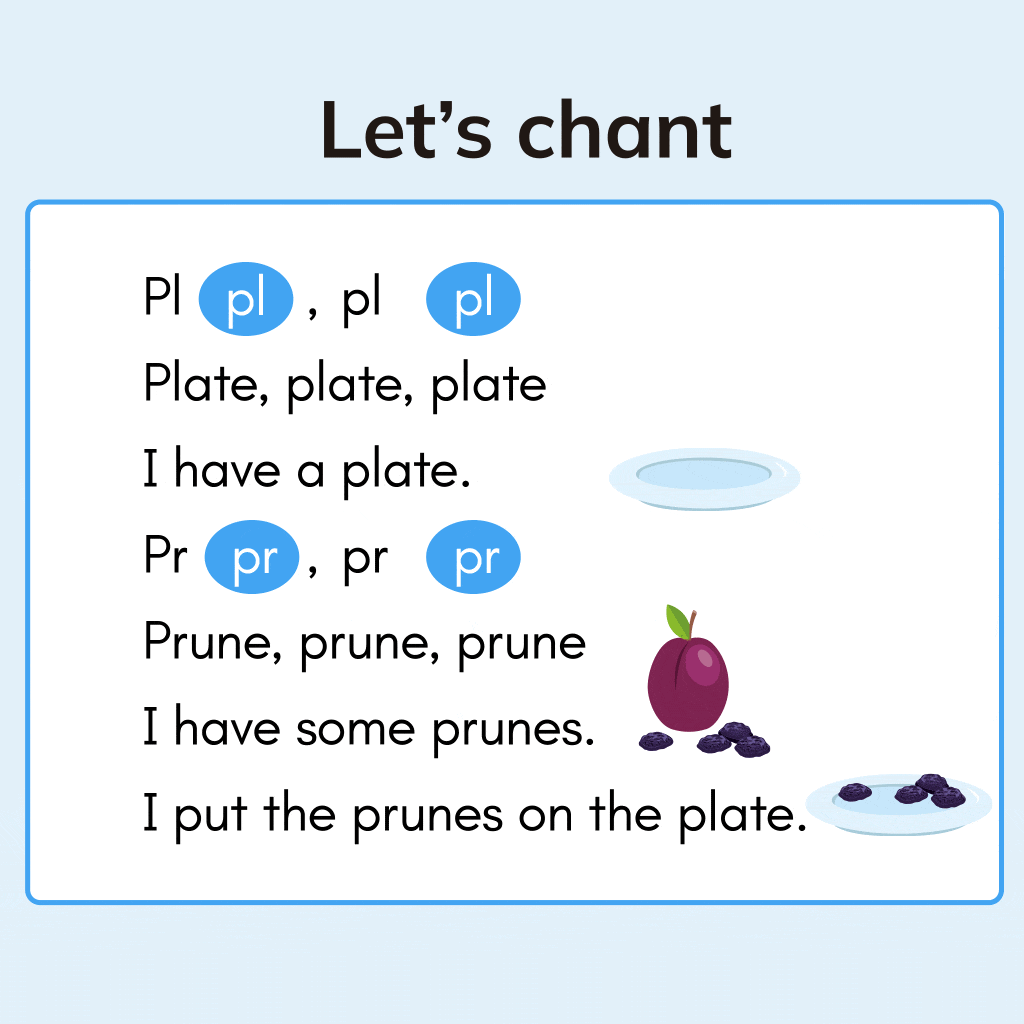 Let’s chant
Pl pl , pl pl
Plate, plate, plate
I have a plate.
Pr pr , pr pr
Prune, prune, prune
I have some prunes.
I put the prunes on the plate.